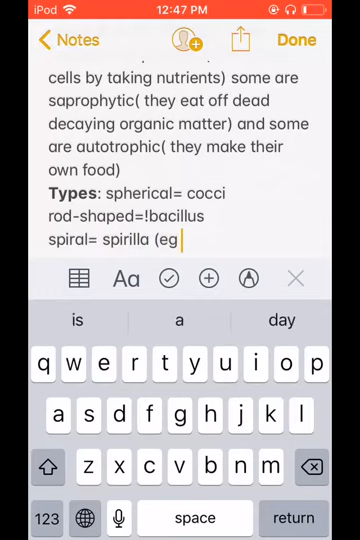 iPod 12:47 PM
Notes Done
cells by taking nutrients) some are
saprophytic( they eat off dead
decaying organic matter) and some
are autotrophic( they make their
own food)
Types: spherical= cocci
rod-shaped=!bacillus
spiral= spirilla (eg
Aa
is a day
q w e r t y u i o p
a s d f g h j k l
z x c v b n m
123 space return